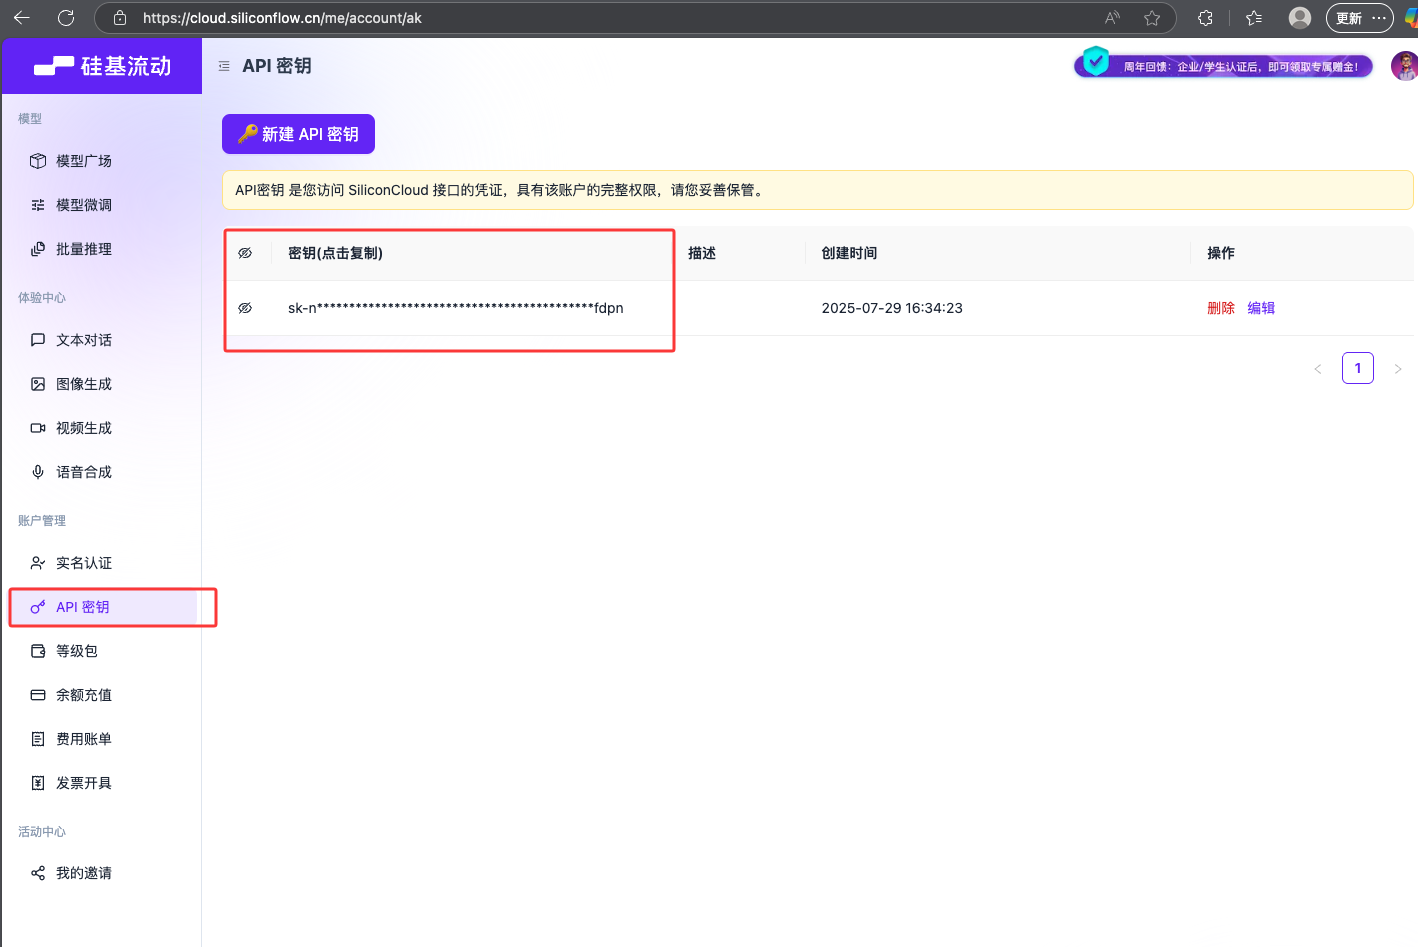 https://cloud.siliconflow.cn/me/account/ak
更新
硅基流动
API 密钥
周年回馈：企业/学生认证后，即可领取专属赠金！
模型
模型广场
模型微调
批量推理
体验中心
文本对话
图像生成
视频生成
语音合成
账户管理
实名认证
API 密钥
等级包
余额充值
费用账单
发票开具
活动中心
我的邀请
新建 API 密钥
API密钥 是您访问 SiliconCloud 接口的凭证，具有该账户的完整权限，请您妥善保管。
密钥(点击复制) 描述 创建时间 操作
sk-n********************************************fdpn 2025-07-29 16:34:23 删除 编辑
1